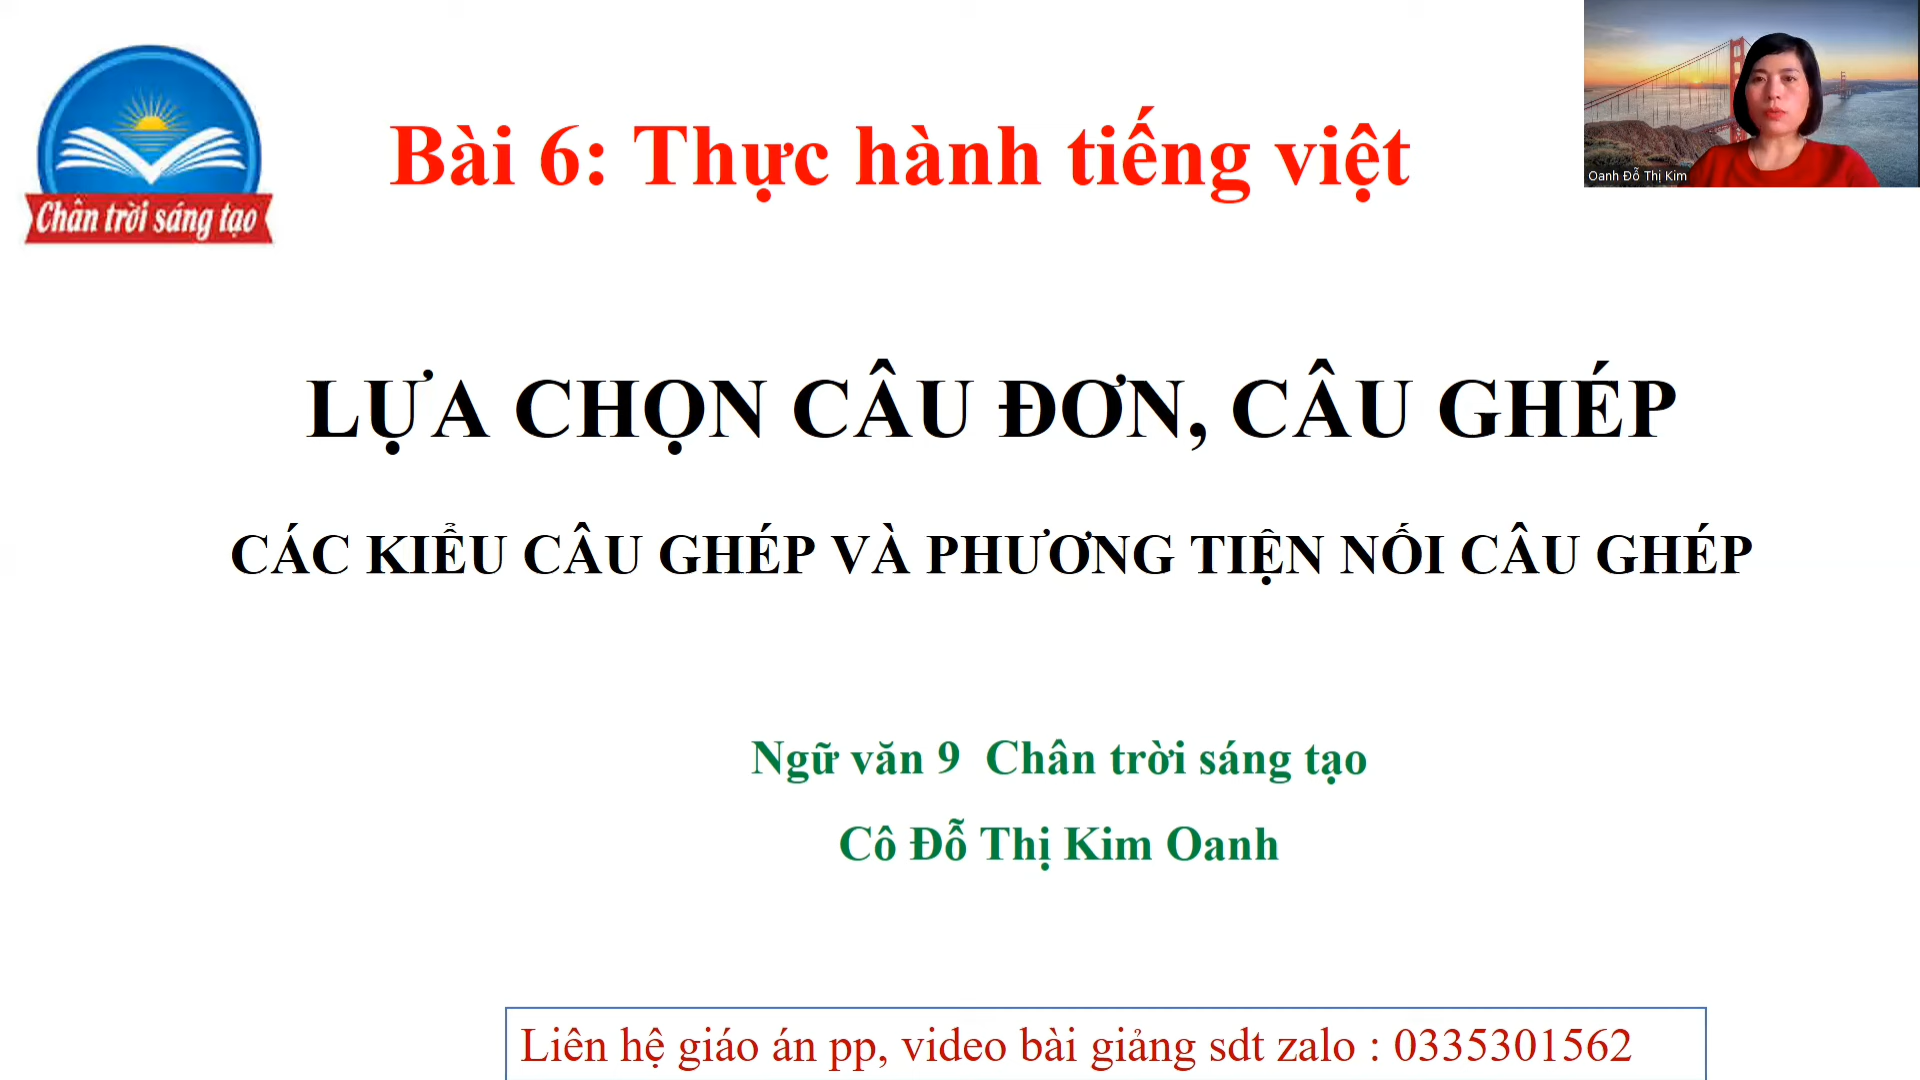 Chân trời sáng tạo
Bài 6: Thực hành tiếng việt
Oanh Đỗ Thị Kim
LỰA CHỌN CÂU ĐƠN, CÂU GHÉP
CÁC KIỂU CÂU GHÉP VÀ PHƯƠNG TIỆN NỐI CÂU GHÉP
Ngữ văn 9 Chân trời sáng tạo
Cô Đỗ Thị Kim Oanh
Liên hệ giáo án pp, video bài giảng sdt zalo : 0335301562